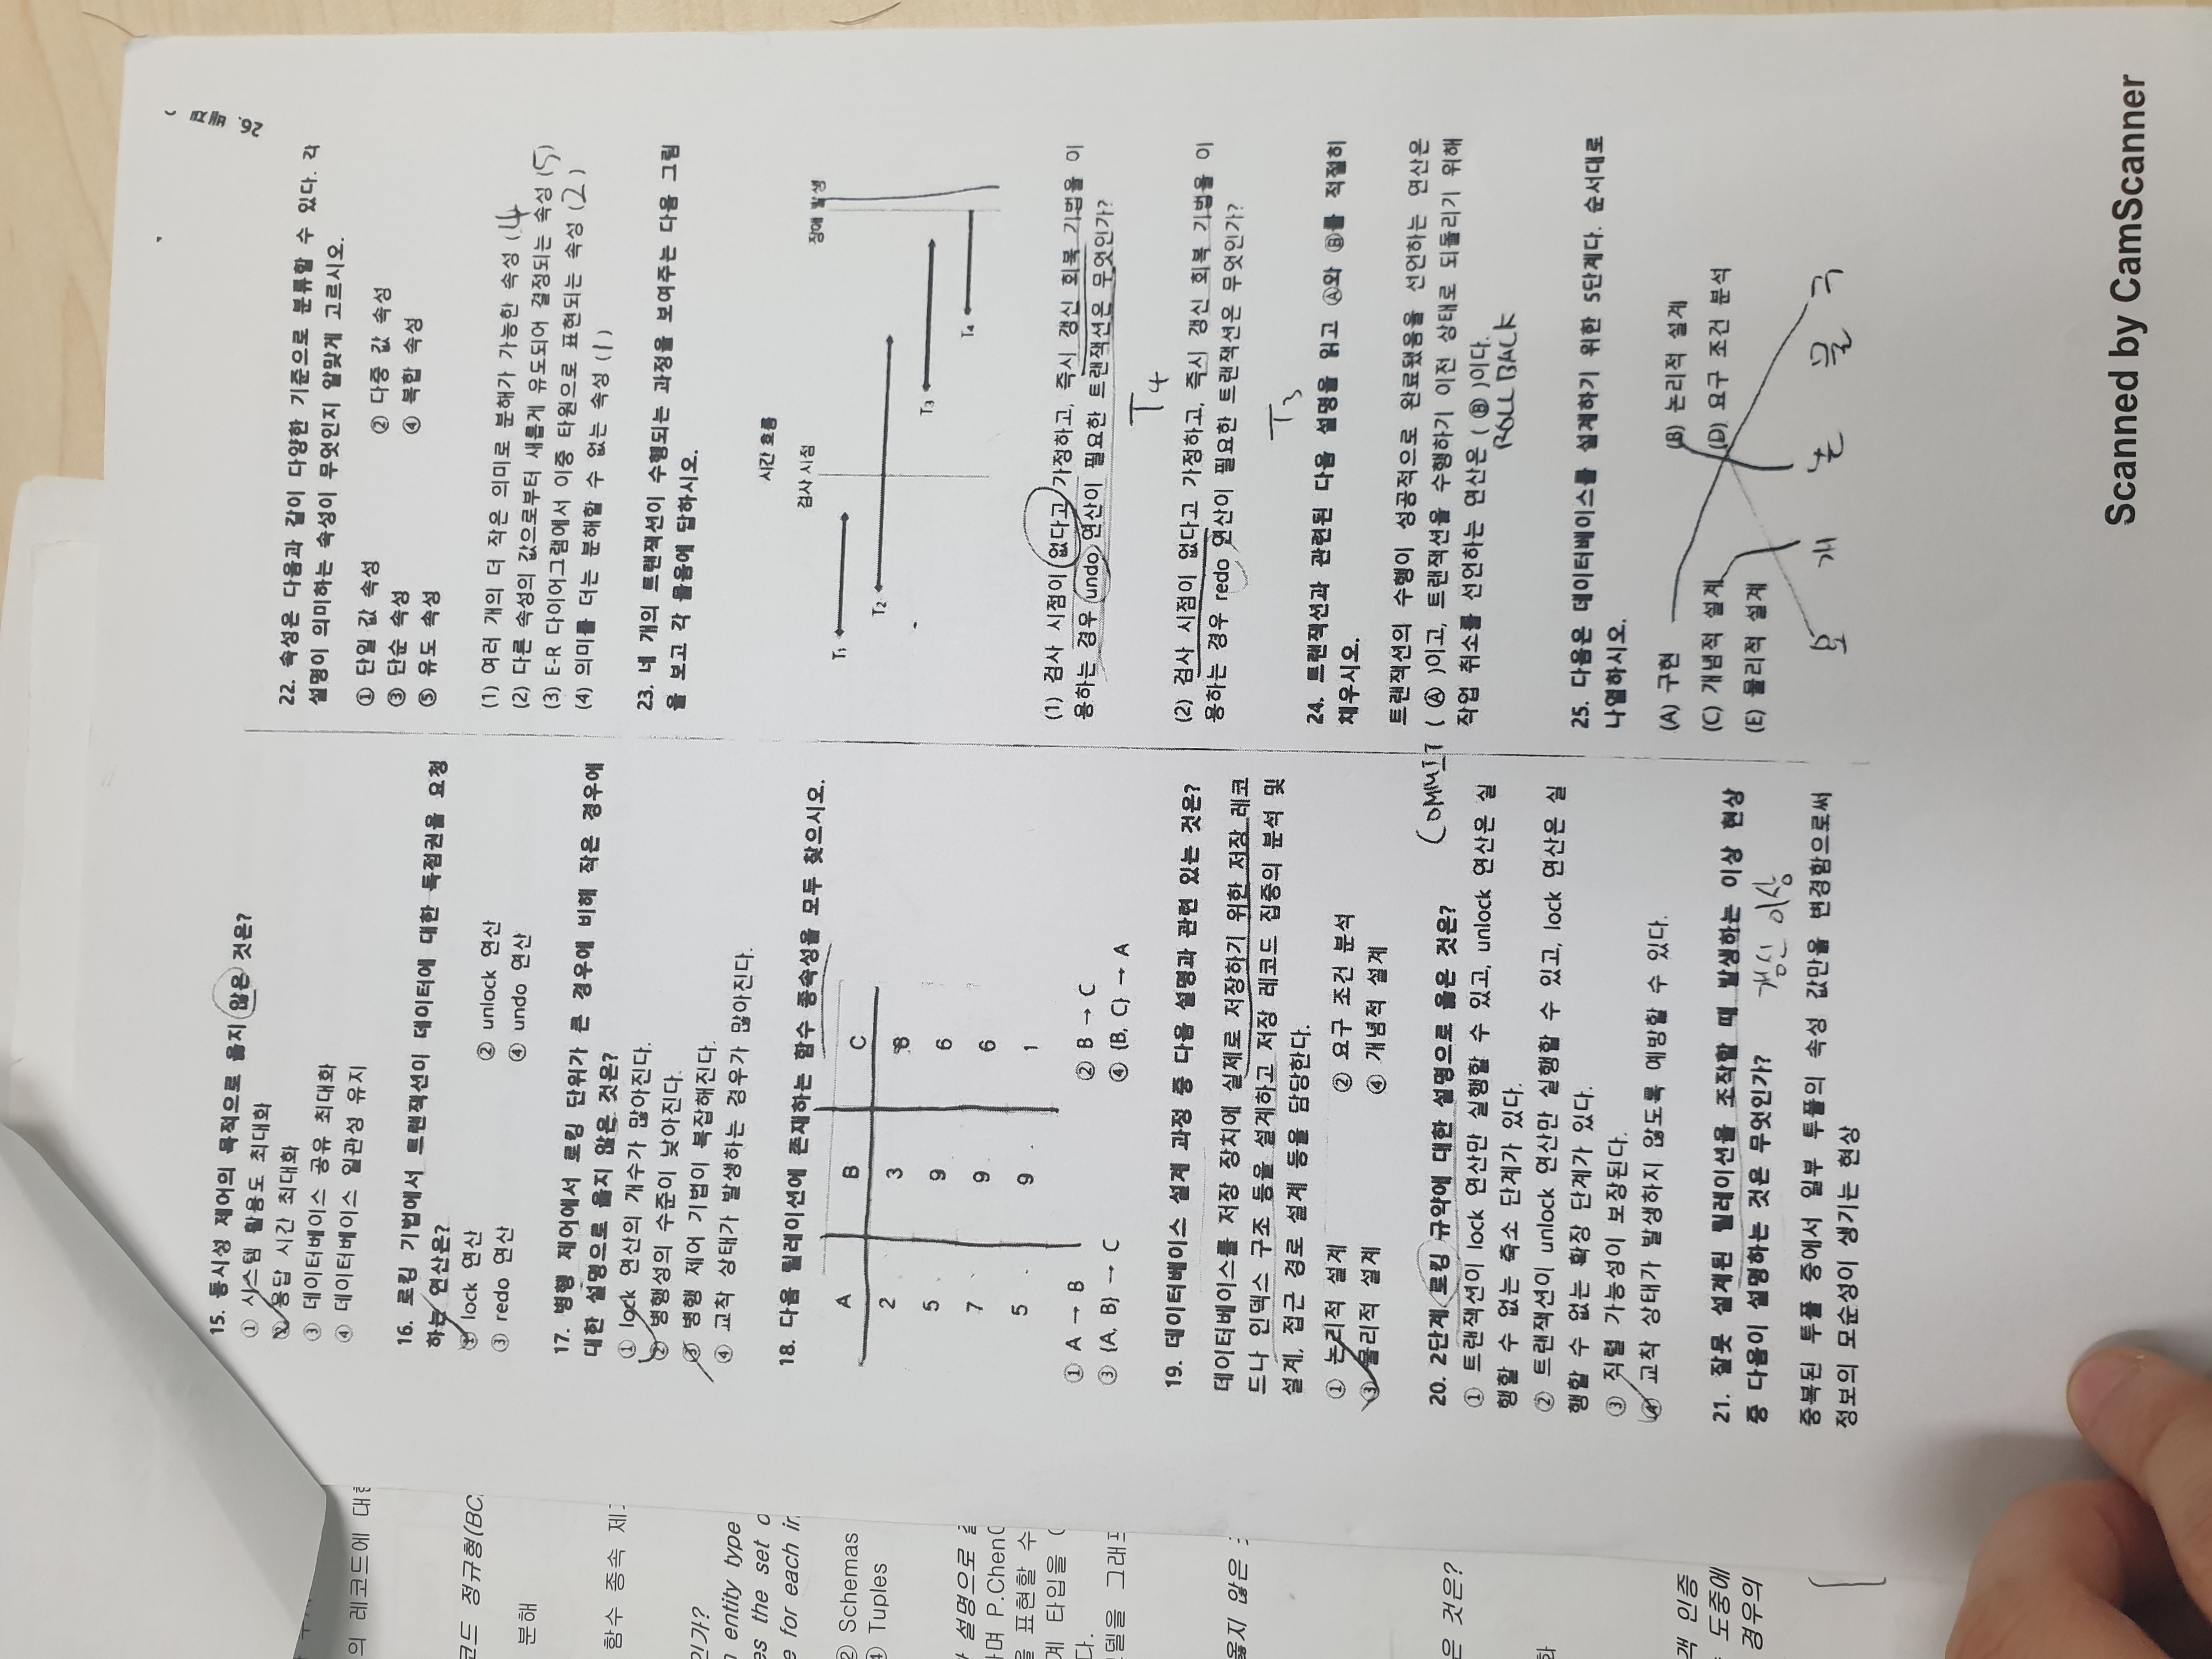 의 레코드에 대한
코드 정규형(BC
분해
함수 종속 제
인가?
entity type
es the set o
e for each in
② Schemas
④ Tuples
설명으로
며 P.Chen
을 표현할 수
계 타입을
다.
델을 그래프
옳지 않은
은 것은?
화
객 인증
도중에
경우의
15. 동시성 제어의 목적으로 옳지 않은 것은?
① 시스템 활용도 최대화
② 응답 시간 최대화
③ 데이터베이스 공유 최대화
④ 데이터베이스 일관성 유지
16. 로킹 기법에서 트랜잭션이 데이터에 대한 독점권을 요청
하는 연산은?
① lock 연산
② unlock 연산
③ redo 연산
④ undo 연산
17. 병행 제어에서 로킹 단위가 큰 경우에 비해 작은 경우에
대한 설명으로 옳지 않은 것은?
① lock 연산의 개수가 많아진다.
② 병행성의 수준이 낮아진다.
③ 병행 제어 기법이 복잡해진다.
④ 교착 상태가 발생하는 경우가 많아진다.
18. 다음 릴레이션에 존재하는 함수 종속성을 모두 찾으시오.
A B C
2 3 8
5 9 6
7 9 6
5 9 1
① A → B
② B → C
③ {A, B} → C
④ {B, C} → A
19. 데이터베이스 설계 과정 중 다음 설명과 관련 있는 것은?
데이터베이스를 저장 장치에 실제로 저장하기 위한 저장 레코
드나 인덱스 구조 등을 설계하고 저장 레코드 집중의 분석 및
설계, 접근 경로 설계 등을 담당한다.
① 논리적 설계
② 요구 조건 분석
③ 물리적 설계
④ 개념적 설계
20. 2단계 로킹 규약에 대한 설명으로 옳은 것은?
① 트랜잭션이 lock 연산만 실행할 수 있고, unlock 연산은 실
행할 수 없는 축소 단계가 있다.
② 트랜잭션이 unlock 연산만 실행할 수 있고, lock 연산은 실
행할 수 없는 확장 단계가 있다.
③ 직렬 가능성이 보장된다.
④ 교착 상태가 발생하지 않도록 예방할 수 있다.
21. 잘못 설계된 릴레이션을 조작할 때 발생하는 이상 현상
중 다음이 설명하는 것은 무엇인가?
갱신 이상
중복된 투플 중에서 일부 투플의 속성 값만을 변경함으로써
정보의 모순성이 생기는 현상
22. 속성은 다음과 같이 다양한 기준으로 분류할 수 있다. 각
설명이 의미하는 속성이 무엇인지 알맞게 고르시오.
① 단일 값 속성
② 다중 값 속성
③ 단순 속성
④ 복합 속성
⑤ 유도 속성
(1) 여러 개의 더 작은 의미로 분해가 가능한 속성 (4
(2) 다른 속성의 값으로부터 새롭게 유도되어 결정되는 속성 (5)
(3) E-R 다이어그램에서 이중 타원으로 표현되는 속성 (2)
(4) 의미를 더는 분해할 수 없는 속성 (1)
23. 네 개의 트랜잭션이 수행되는 과정을 보여주는 다음 그림
을 보고 각 물음에 답하시오.
시간 흐름
검사 시점
장애 발생
T1
T2
T3
T4
(1) 검사 시점이 없다고 가정하고, 즉시 갱신 회복 기법을 이
용하는 경우 undo 연산이 필요한 트랜잭션은 무엇인가?
T4
(2) 검사 시점이 없다고 가정하고, 즉시 갱신 회복 기법을 이
용하는 경우 redo 연산이 필요한 트랜잭션은 무엇인가?
T3
24. 트랜잭션과 관련된 다음 설명을 읽고 Ⓐ와 Ⓑ를 적절히
채우시오.
트랜잭션의 수행이 성공적으로 완료됐음을 선언하는 연산은
COMMIT
( Ⓐ )이고, 트랜잭션을 수행하기 이전 상태로 되돌리기 위해
작업 취소를 선언하는 연산은 ( Ⓑ )이다.
ROLL BACK
25. 다음은 데이터베이스를 설계하기 위한 5단계다. 순서대로
나열하시오.
(A) 구현
(B) 논리적 설계
(C) 개념적 설계
(D) 요구 조건 분석
(E) 물리적 설계
요 개 논 물 구
26.
Scanned by CamScanner